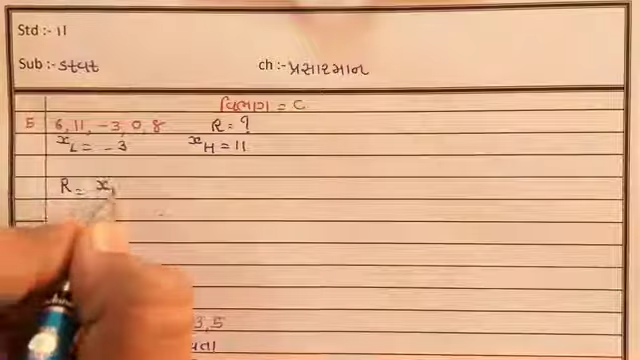 Std :- 11
Sub :- સ્ટેટ
ch :- પ્રસારમાન
વિભાગ = C
5 6, 11, -3, 0, 8 R = ?
xL = -3 xH = 11
R = x
3, 5